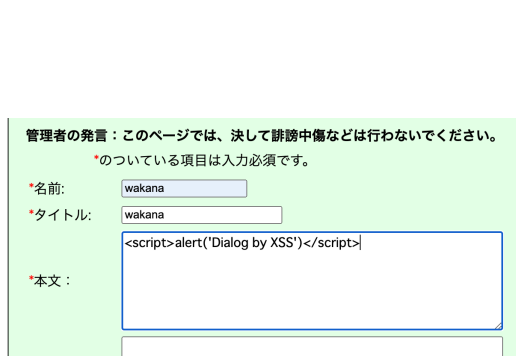 管理者の発言：このページでは、決して誹謗中傷などは行わないでください。
*のついている項目は入力必須です。
*名前: wakana
*タイトル: wakana
<script>alert('Dialog by XSS')</script>
*本文：